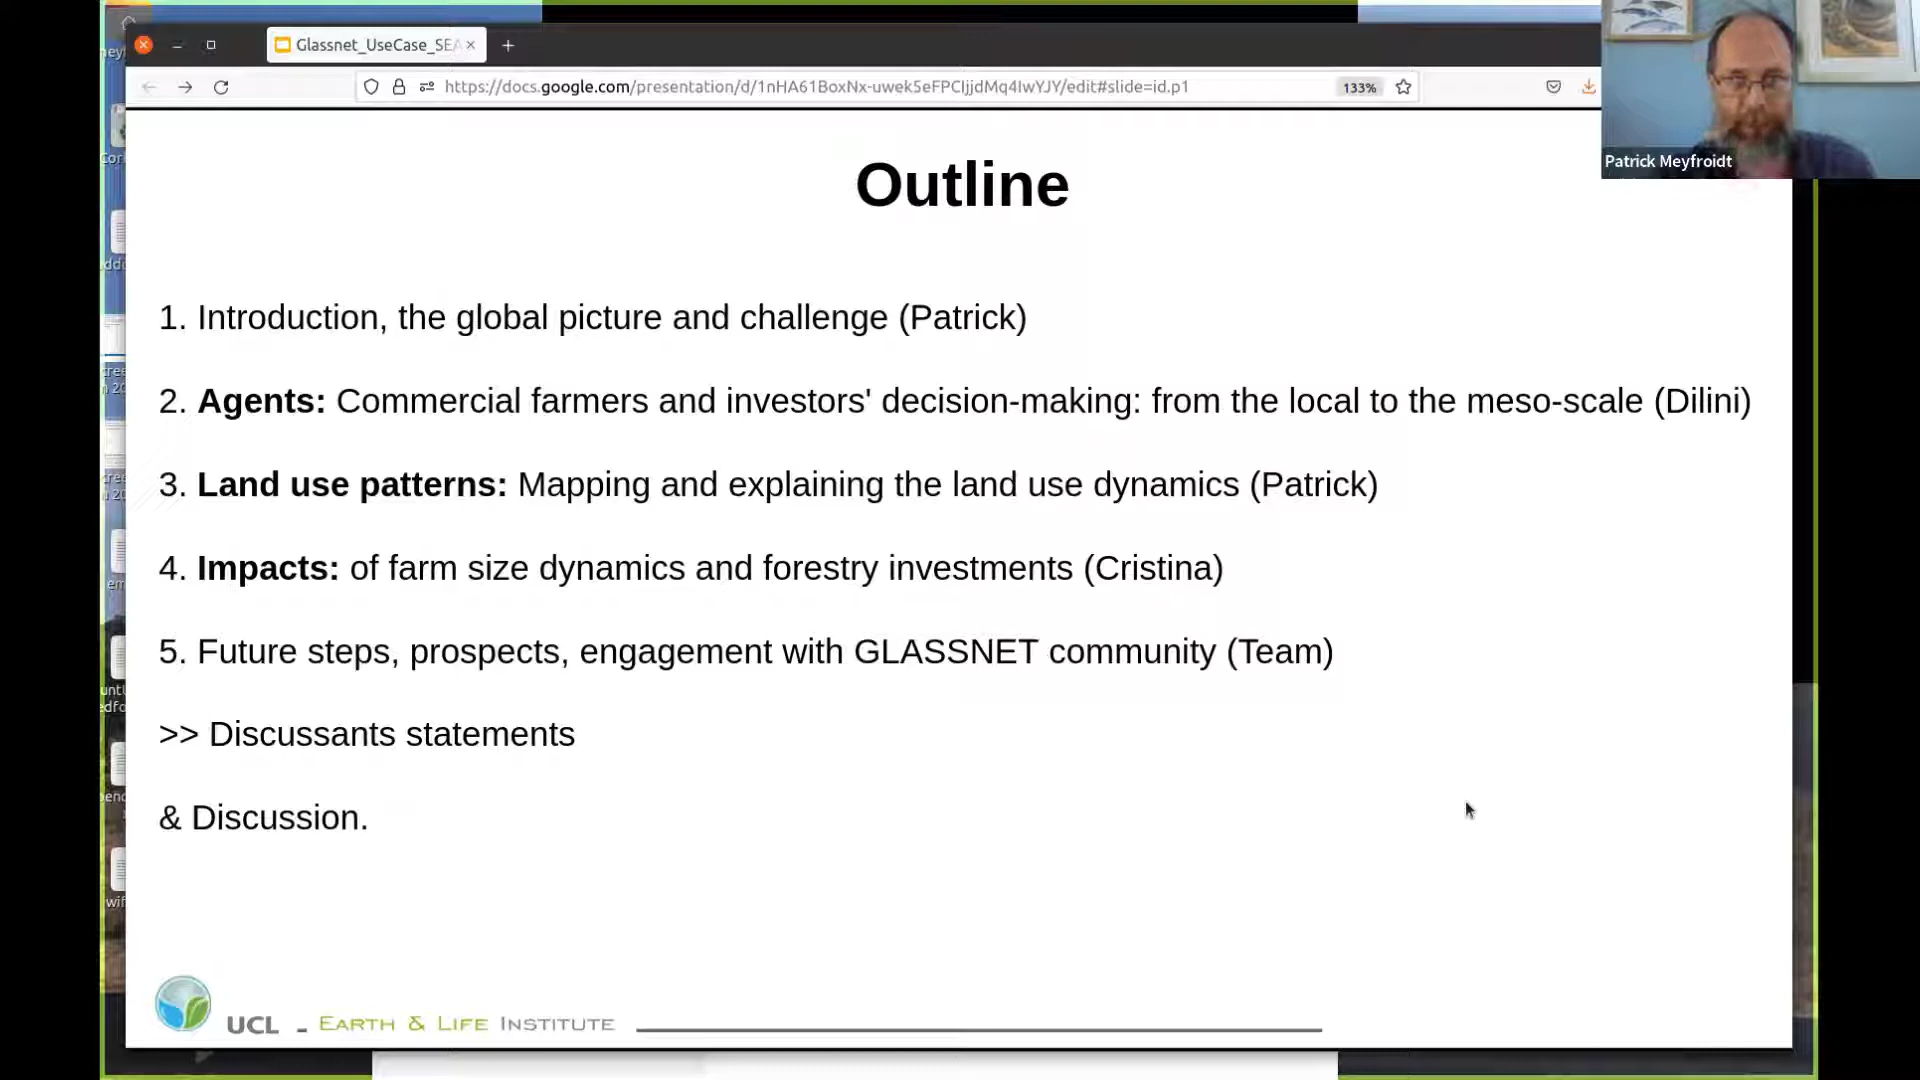 Glassnet_UseCase_SEA
https://docs.google.com/presentation/d/1nHA61BoxNx-uwek5eFPCIjjdMq4IwYJY/edit#slide=id.p1
133%
Patrick Meyfroidt
Outline
1. Introduction, the global picture and challenge (Patrick)
2. Agents: Commercial farmers and investors' decision-making: from the local to the meso-scale (Dilini)
3. Land use patterns: Mapping and explaining the land use dynamics (Patrick)
4. Impacts: of farm size dynamics and forestry investments (Cristina)
5. Future steps, prospects, engagement with GLASSNET community (Team)
>> Discussants statements
& Discussion.
UCL - EARTH & LIFE INSTITUTE